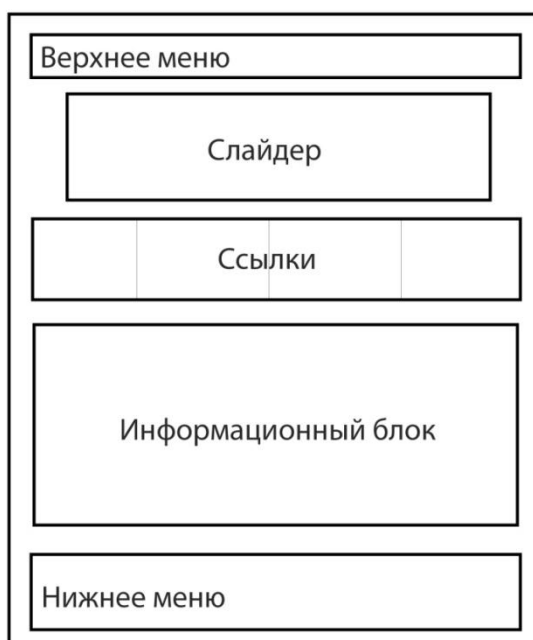 Верхнее меню
Слайдер
Ссылки
Информационный блок
Нижнее меню